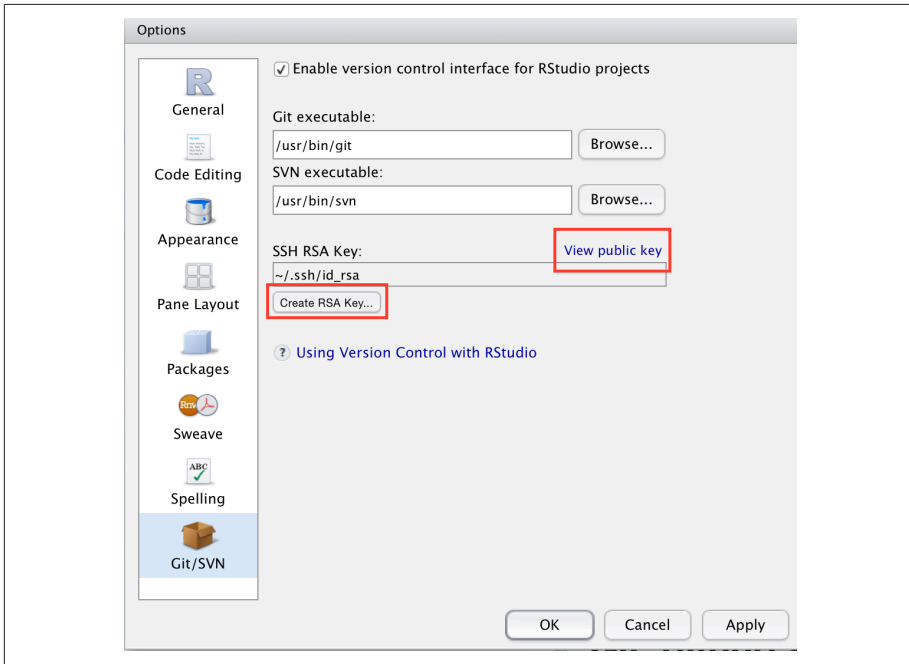 Options
General
Code Editing
Appearance
Pane Layout
Packages
Rnw
Sweave
ABC
Spelling
Git/SVN
Enable version control interface for RStudio projects
Git executable:
/usr/bin/git
Browse...
SVN executable:
/usr/bin/svn
Browse...
SSH RSA Key:
View public key
~/.ssh/id_rsa
Create RSA Key...
? Using Version Control with RStudio
OK
Cancel
Apply